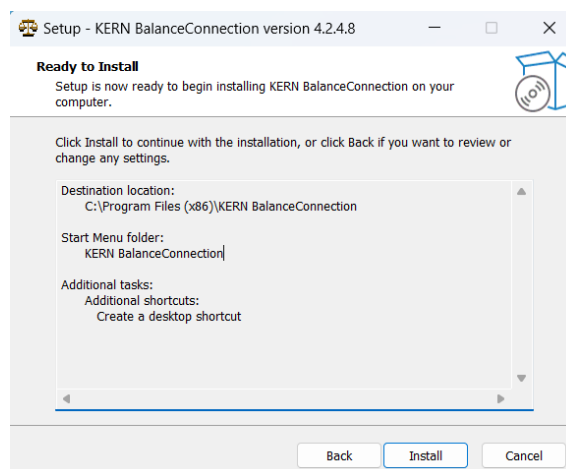 Setup - KERN BalanceConnection version 4.2.4.8
Ready to Install
Setup is now ready to begin installing KERN BalanceConnection on your
computer.
Click Install to continue with the installation, or click Back if you want to review or
change any settings.
Destination location:
C:\Program Files (x86)\KERN BalanceConnection
Start Menu folder:
KERN BalanceConnection
Additional tasks:
Additional shortcuts:
Create a desktop shortcut
Back Install Cancel